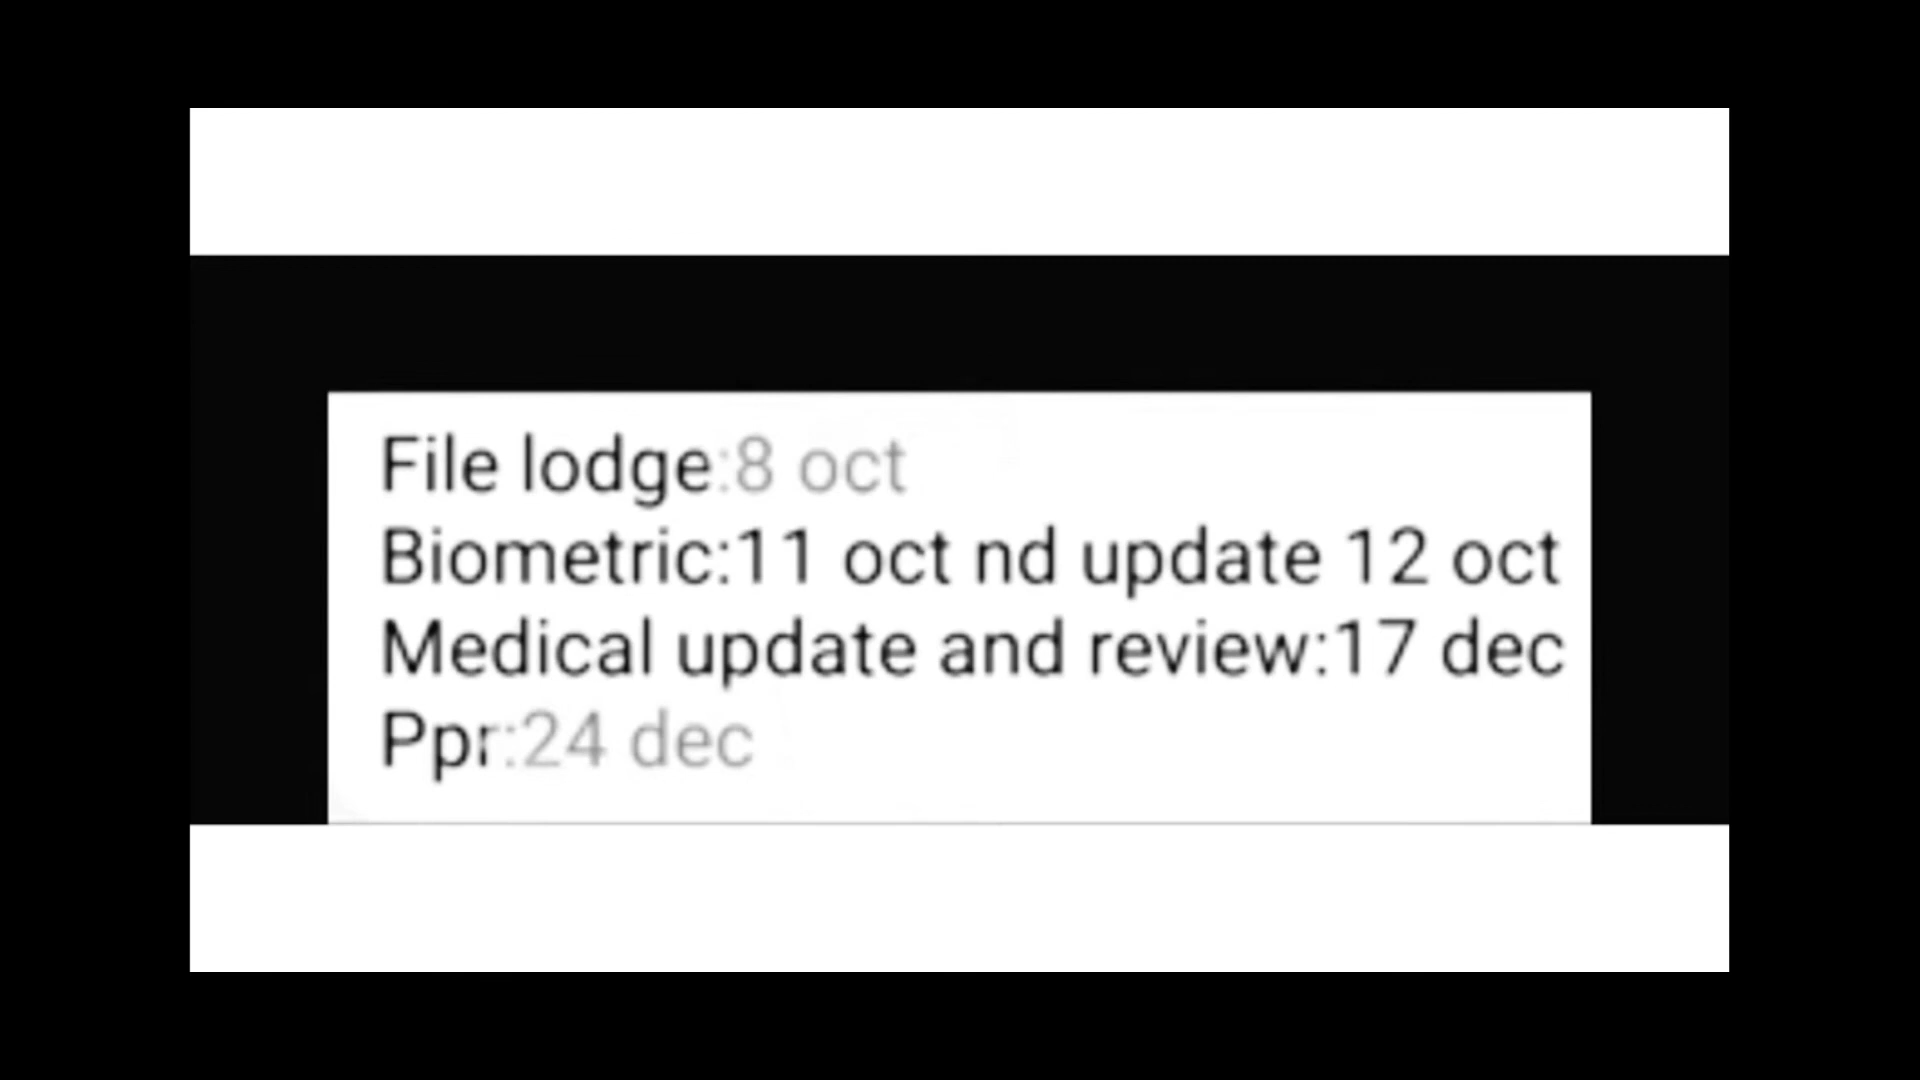 File lodge:8 oct
Biometric:11 oct nd update 12 oct
Medical update and review:17 dec
Ppr:24 dec